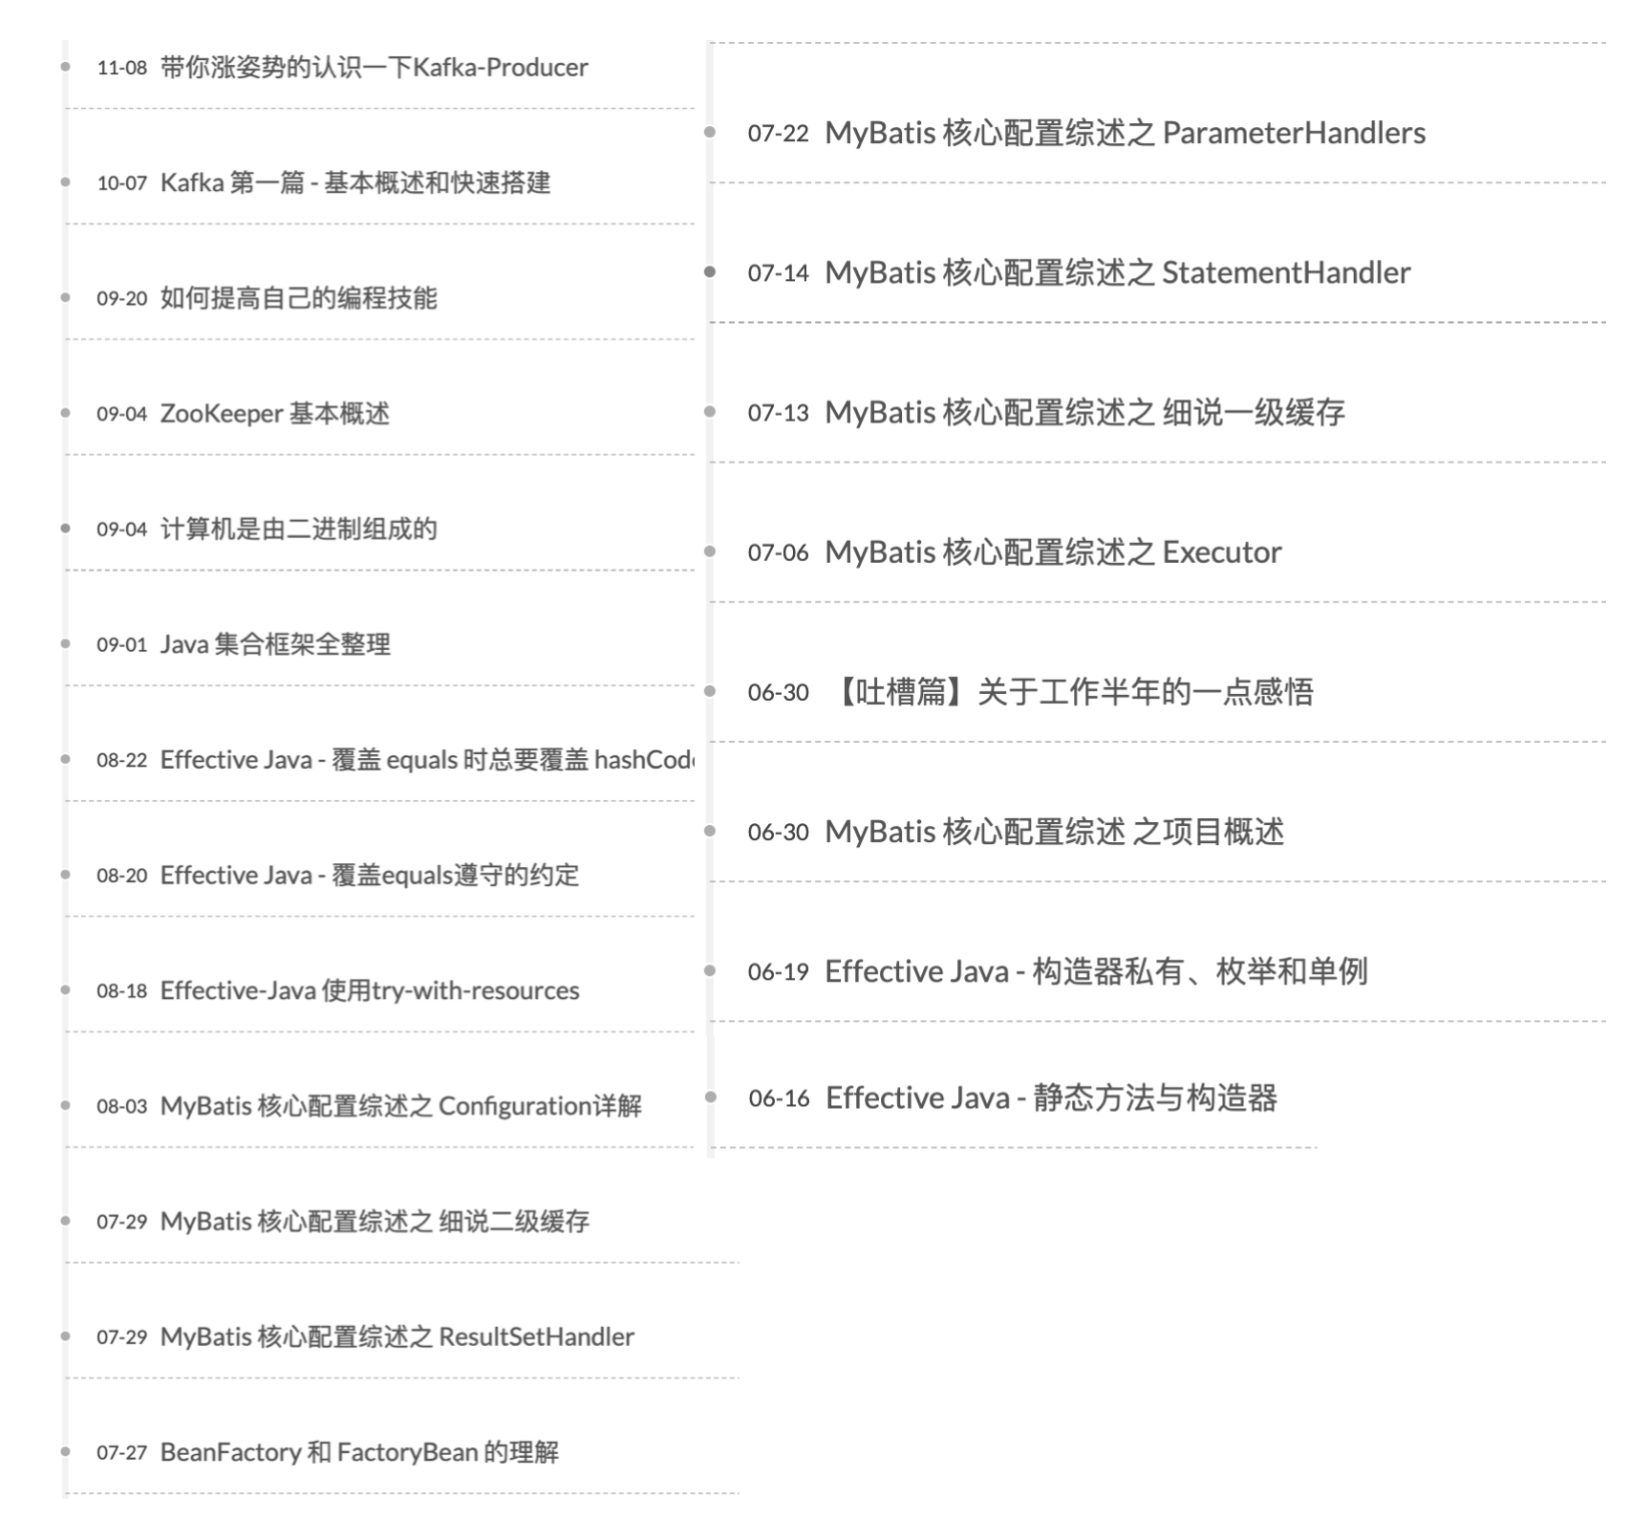 11-08 带你涨姿势的认识一下Kafka-Producer
10-07 Kafka 第一篇 - 基本概述和快速搭建
09-20 如何提高自己的编程技能
09-04 ZooKeeper 基本概述
09-04 计算机是由二进制组成的
09-01 Java 集合框架全整理
08-22 Effective Java - 覆盖 equals 时总要覆盖 hashCode
08-20 Effective Java - 覆盖equals遵守的约定
08-18 Effective-Java 使用try-with-resources
08-03 MyBatis 核心配置综述之 Configuration详解
07-29 MyBatis 核心配置综述之 细说二级缓存
07-29 MyBatis 核心配置综述之 ResultSetHandler
07-27 BeanFactory 和 FactoryBean 的理解
07-22 MyBatis 核心配置综述之 ParameterHandlers
07-14 MyBatis 核心配置综述之 StatementHandler
07-13 MyBatis 核心配置综述之 细说一级缓存
07-06 MyBatis 核心配置综述之 Executor
06-30 【吐槽篇】关于工作半年的一点感悟
06-30 MyBatis 核心配置综述 之项目概述
06-19 Effective Java - 构造器私有、枚举和单例
06-16 Effective Java - 静态方法与构造器